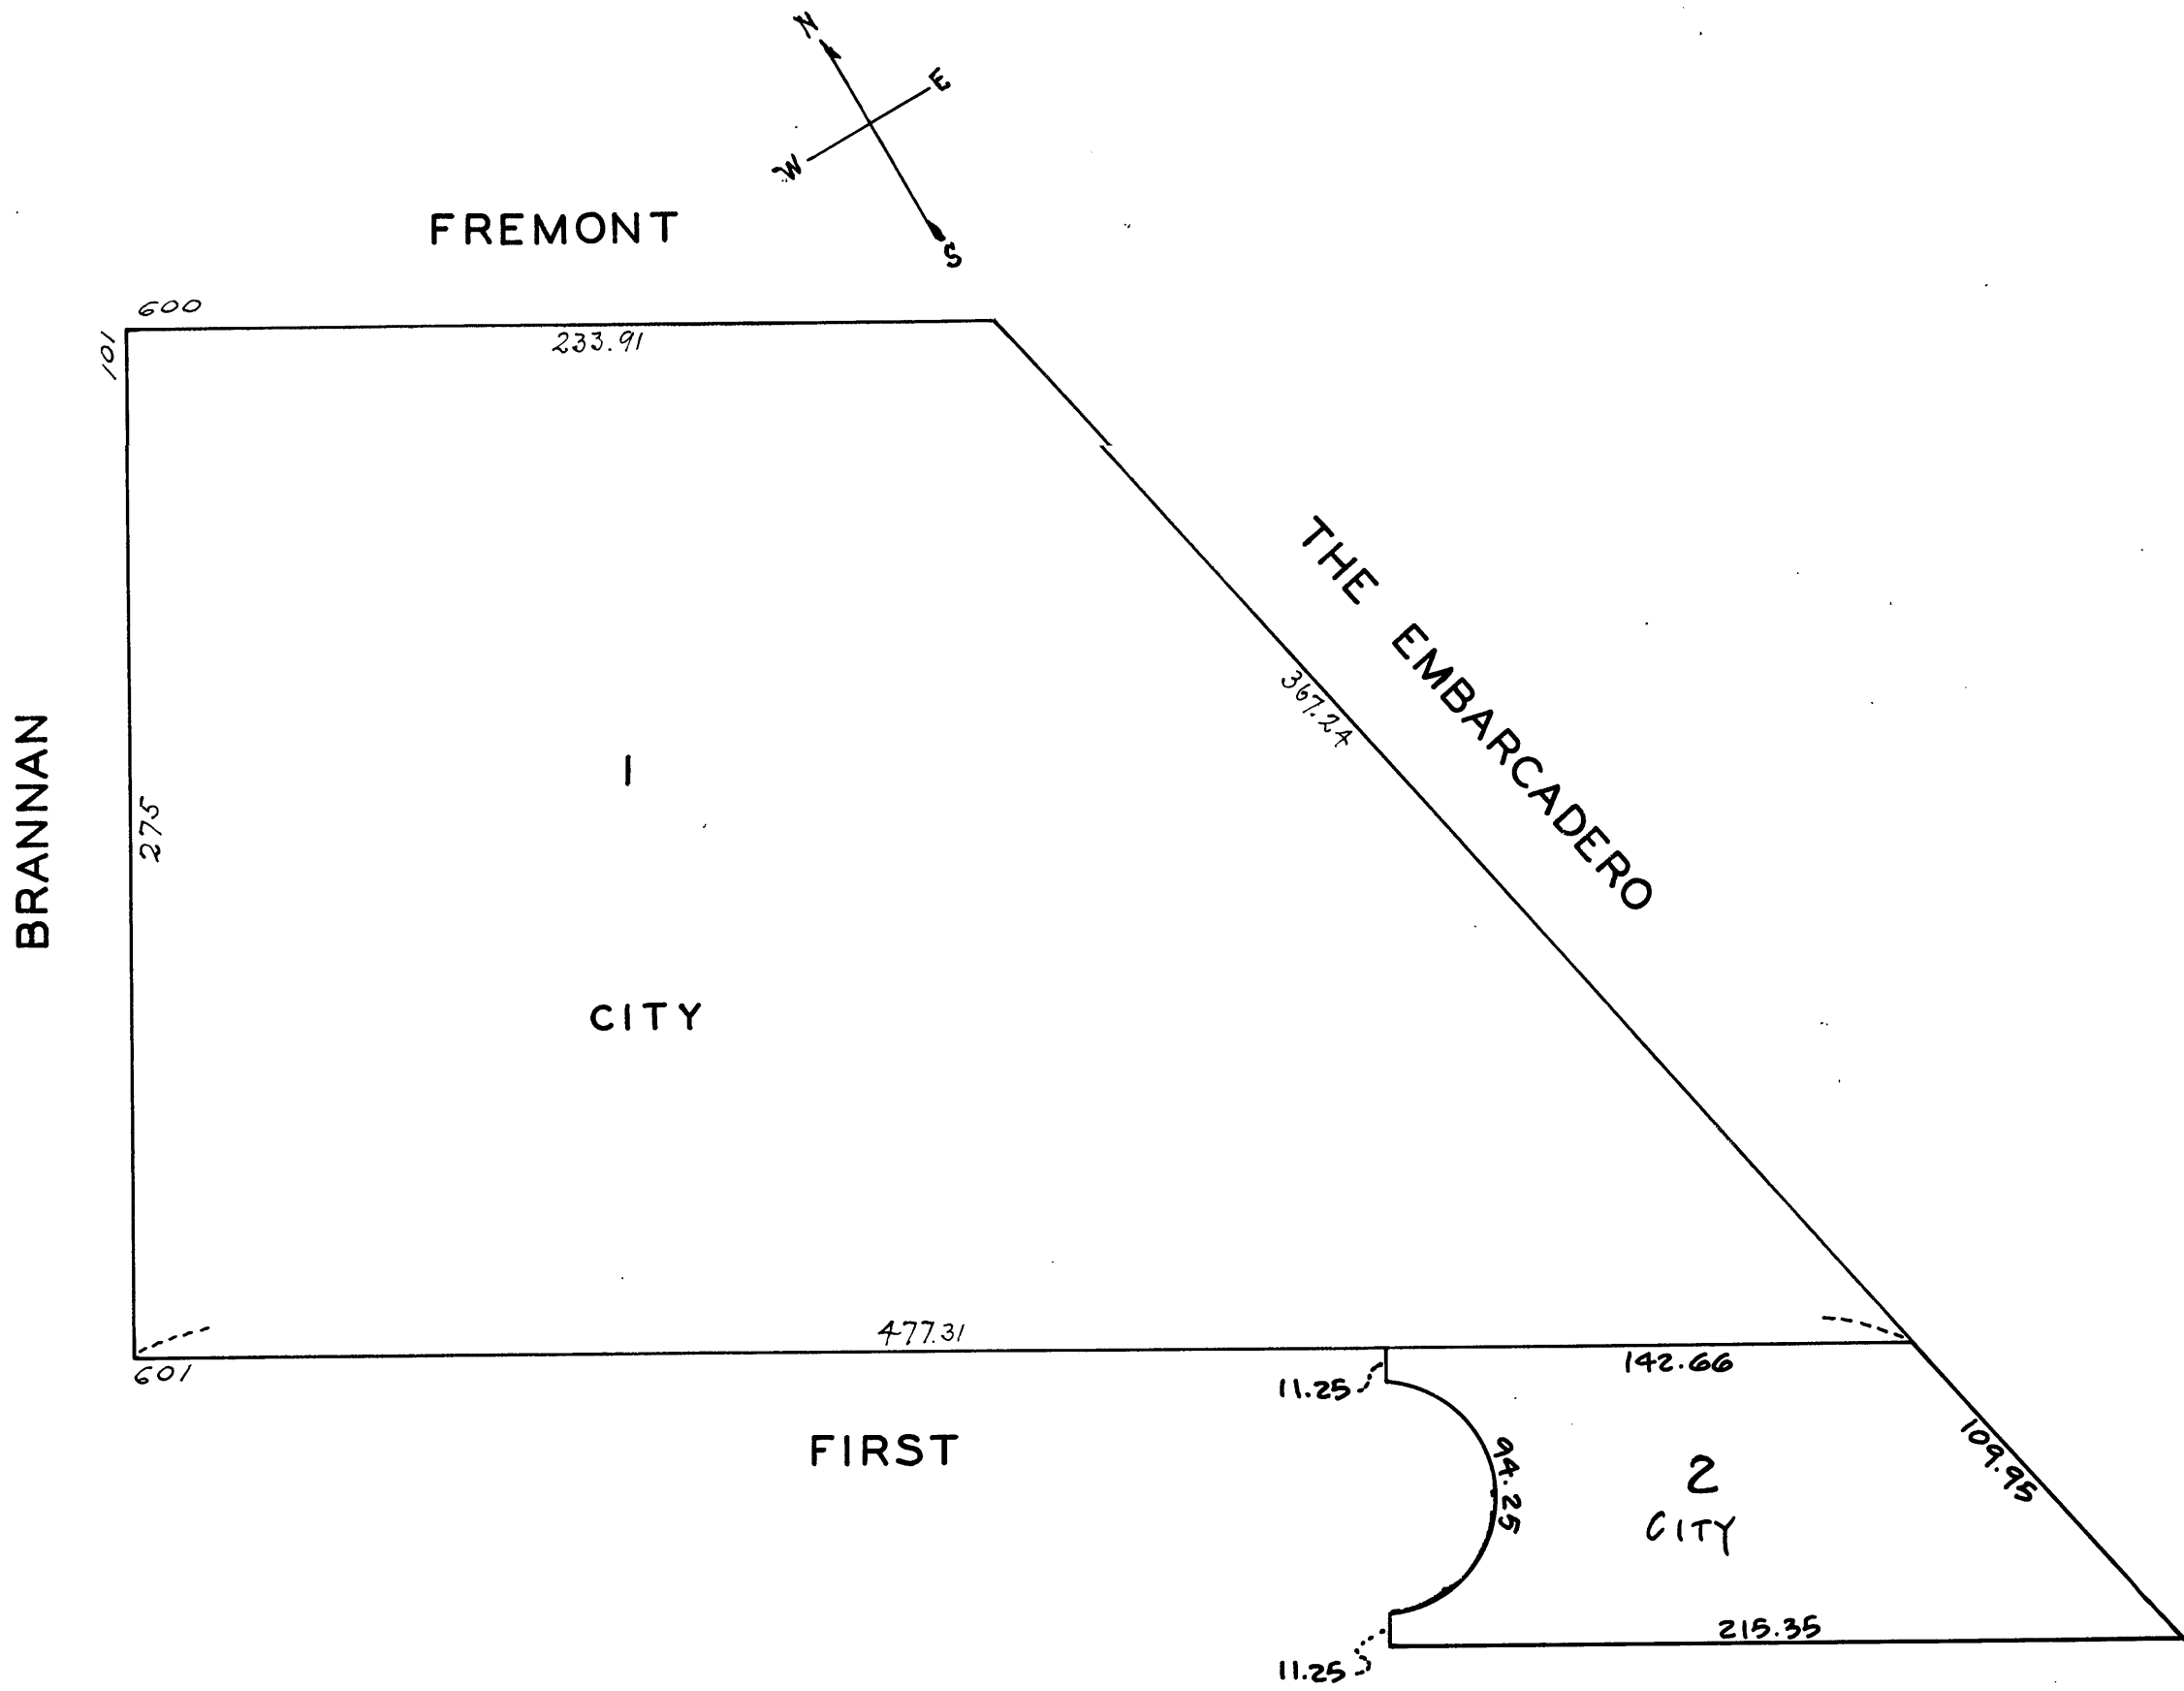 N
E
W
S
FREMONT
600
101
233.91
THE EMBARCADERO
367.24
BRANNAN
275
1
CITY
477.31
601
142.66
11.25
FIRST
94.25
2
CITY
109.95
215.35
11.25